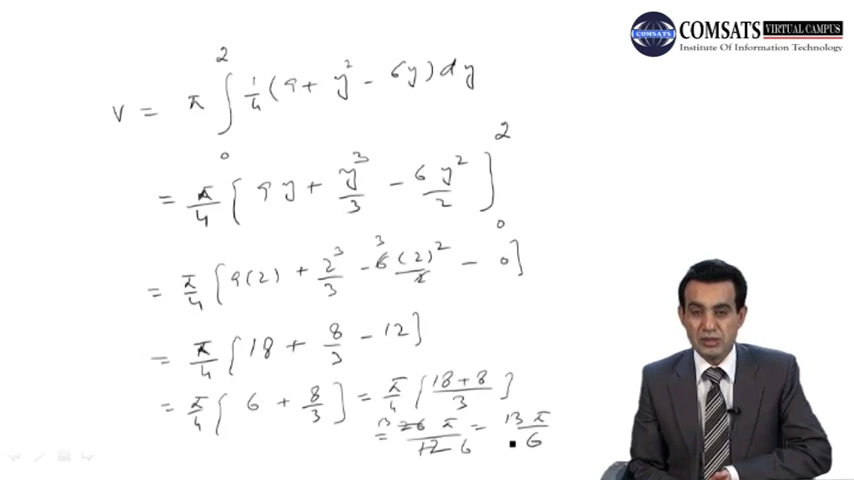 COMSATS VIRTUAL CAMPUS
Institute Of Information Technology
COMSATS
V = π ∫₀² 1/4 (9 + y² - 6y) dy
= π/4 [ 9y + y³/3 - 6y²/2 ]₀²
= π/4 [ 9(2) + 2³/3 - 6 3 (2)²/2 - 0 ]
= π/4 [ 18 + 8/3 - 12 ]
= π/4 [ 6 + 8/3 ] = π/4 [ (18+8)/3 ]
= 13 26 π / 12 6 = 13π/6